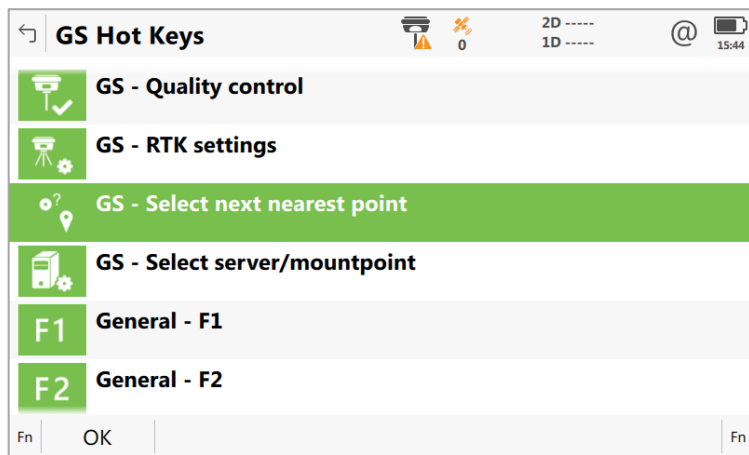 GS Hot Keys
0
2D -----
1D -----
@
15:44
GS - Quality control
GS - RTK settings
GS - Select next nearest point
GS - Select server/mountpoint
F1 General - F1
F2 General - F2
Fn OK Fn